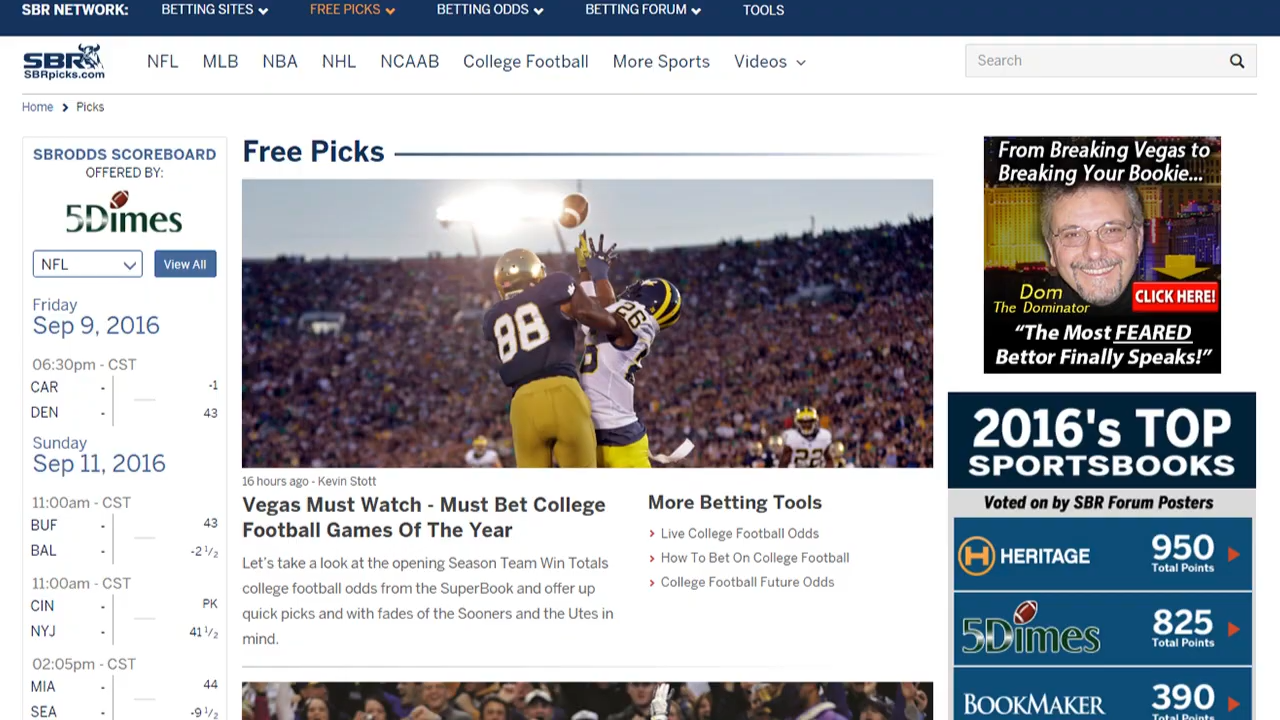 SBR NETWORK: BETTING SITES FREE PICKS BETTING ODDS BETTING FORUM TOOLS
SBR
SBRpicks.com
NFL MLB NBA NHL NCAAB College Football More Sports Videos
Search
Home > Picks
SBRODDS SCOREBOARD
OFFERED BY:
5Dimes
NFL View All
Friday
Sep 9, 2016
06:30pm - CST
CAR - -1
DEN - 43
Sunday
Sep 11, 2016
11:00am - CST
BUF - 43
BAL - -2 1/2
11:00am - CST
CIN - PK
NYJ - 41 1/2
02:05pm - CST
MIA - 44
SEA - -9 1/2
Free Picks
88
26
22
16 hours ago - Kevin Stott
Vegas Must Watch - Must Bet College
Football Games Of The Year
Let's take a look at the opening Season Team Win Totals
college football odds from the SuperBook and offer up
quick picks and with fades of the Sooners and the Utes in
mind.
More Betting Tools
Live College Football Odds
How To Bet On College Football
College Football Future Odds
From Breaking Vegas to
Breaking Your Bookie...
Dom
The Dominator
CLICK HERE!
“The Most FEARED
Bettor Finally Speaks!”
2016's TOP
SPORTSBOOKS
Voted on by SBR Forum Posters
H HERITAGE 950
Total Points
5Dimes 825
Total Points
BOOKMAKER 390
Total Points